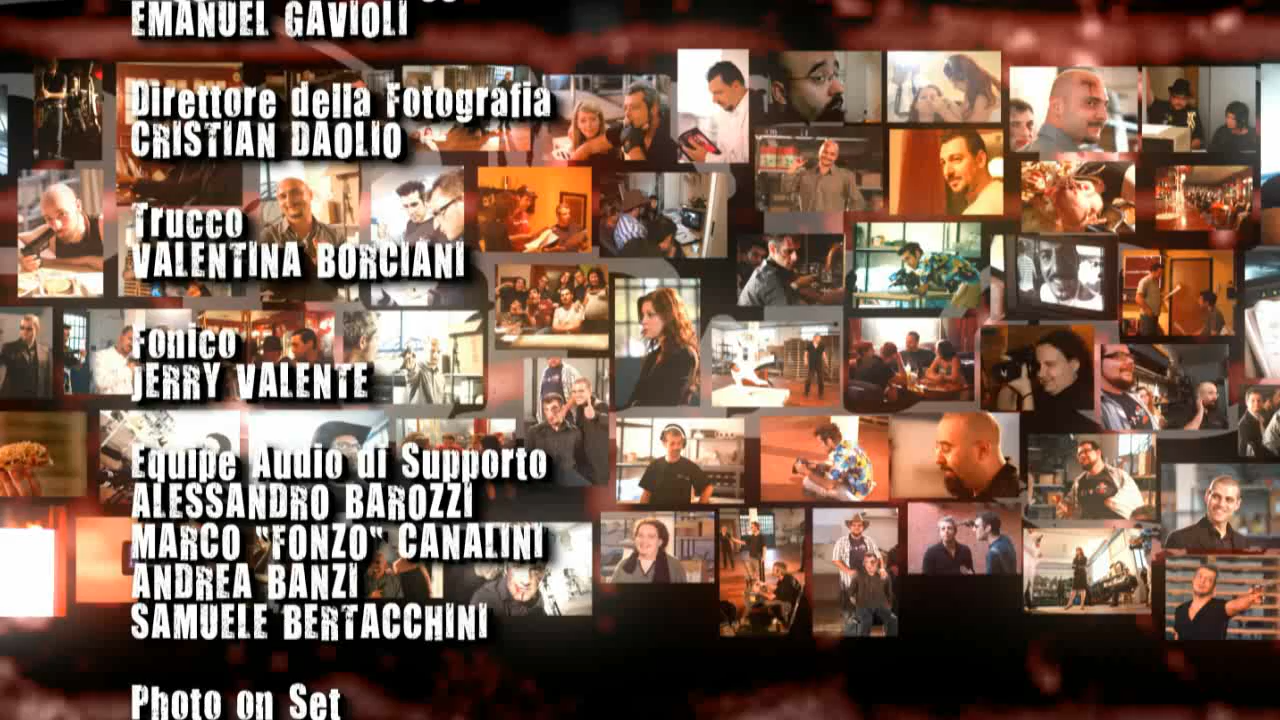 EMANUEL GAVIOLI
Direttore della Fotografia
CRISTIAN DAOLIO
Trucco
VALENTINA BORCIANI
Fonico
JERRY VALENTE
Equipe Audio di Supporto
ALESSANDRO BAROZZI
MARCO "FONZO" CANALINI
ANDREA BANZI
SAMUELE BERTACCHINI
Photo on Set